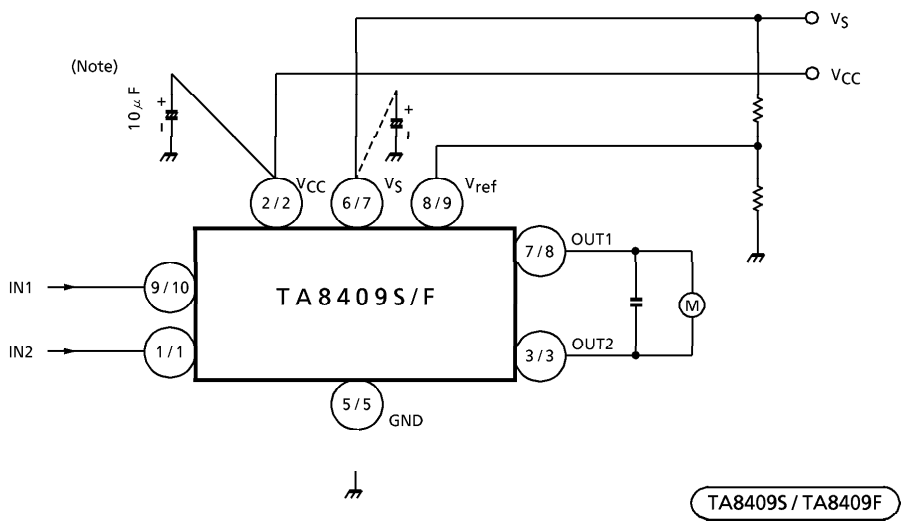 VS
VCC
(Note)
10μF
+
-
+
-
VCC
VS
Vref
2/2
6/7
8/9
7/8
OUT1
IN1
9/10
TA8409S/F
M
IN2
1/1
3/3
OUT2
5/5
GND
TA8409S / TA8409F